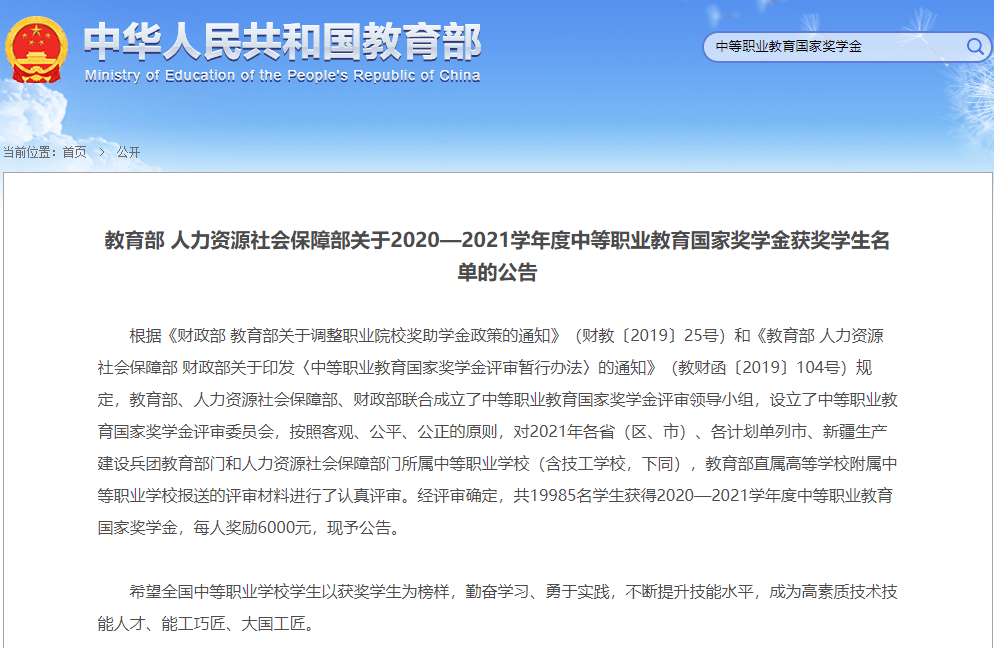 中华人民共和国教育部
Ministry of Education of the People's Republic of China
中等职业教育国家奖学金
当前位置：首页 > 公开
教育部 人力资源社会保障部关于2020—2021学年度中等职业教育国家奖学金获奖学生名
单的公告
根据《财政部 教育部关于调整职业院校奖助学金政策的通知》（财教〔2019〕25号）和《教育部 人力资源
社会保障部 财政部关于印发〈中等职业教育国家奖学金评审暂行办法〉的通知》（教财函〔2019〕104号）规
定，教育部、人力资源社会保障部、财政部联合成立了中等职业教育国家奖学金评审领导小组，设立了中等职业教
育国家奖学金评审委员会，按照客观、公平、公正的原则，对2021年各省（区、市）、各计划单列市、新疆生产
建设兵团教育部门和人力资源社会保障部门所属中等职业学校（含技工学校，下同），教育部直属高等学校附属中
等职业学校报送的评审材料进行了认真评审。经评审确定，共19985名学生获得2020—2021学年度中等职业教育
国家奖学金，每人奖励6000元，现予公告。
希望全国中等职业学校学生以获奖学生为榜样，勤奋学习、勇于实践，不断提升技能水平，成为高素质技术技
能人才、能工巧匠、大国工匠。